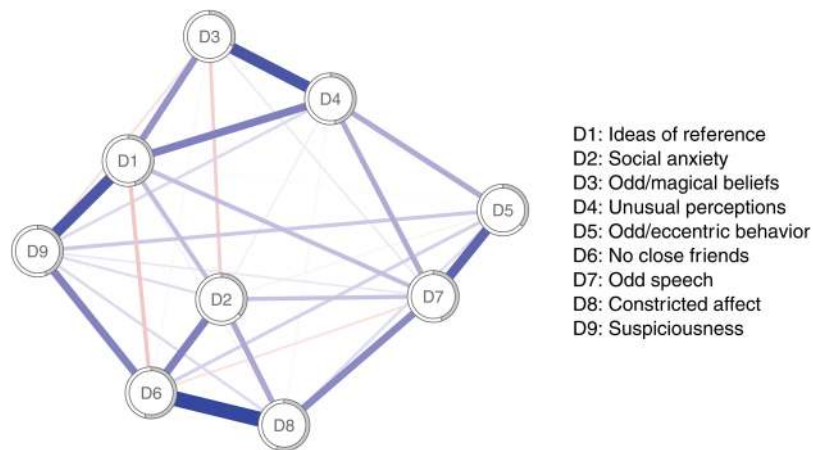 D3
D4
D1
D5
D9
D2
D7
D6
D8
D1: Ideas of reference
D2: Social anxiety
D3: Odd/magical beliefs
D4: Unusual perceptions
D5: Odd/eccentric behavior
D6: No close friends
D7: Odd speech
D8: Constricted affect
D9: Suspiciousness